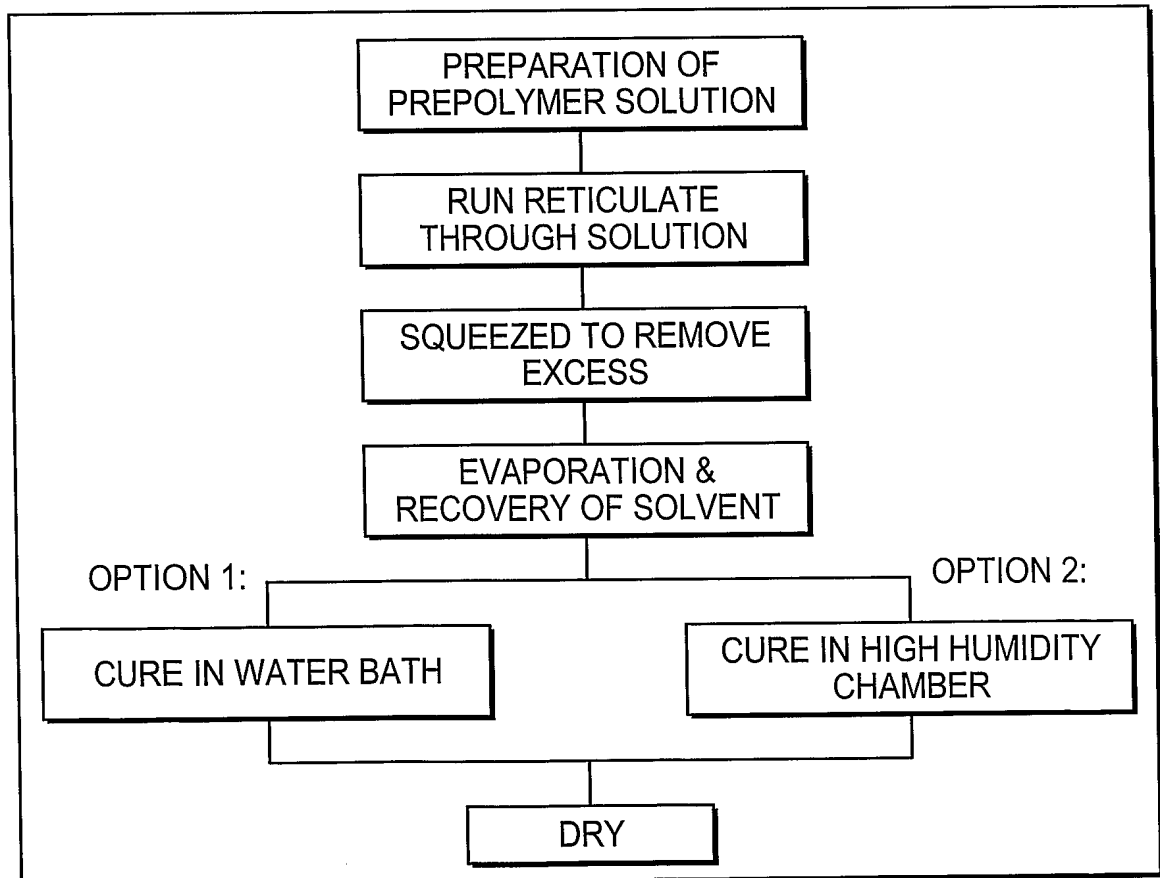 PREPARATION OF
PREPOLYMER SOLUTION
RUN RETICULATE
THROUGH SOLUTION
SQUEEZED TO REMOVE
EXCESS
EVAPORATION &
RECOVERY OF SOLVENT
OPTION 1:
OPTION 2:
CURE IN WATER BATH
CURE IN HIGH HUMIDITY
CHAMBER
DRY